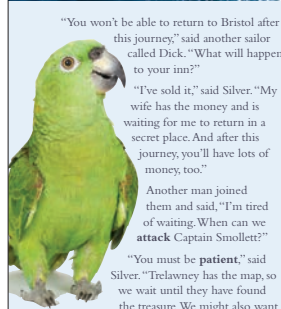 “You won’t be able to return to Bristol after
this journey,” said another sailor
called Dick. “What will happen
to your inn?”
“I’ve sold it,” said Silver. “My
wife has the money and is
waiting for me to return in a
secret place. And after this
journey, you’ll have lots of
money, too.”
Another man joined
them and said, “I’m tired
of waiting. When can we
attack Captain Smollett?”
“You must be patient,” said
Silver. “Trelawney has the map, so
we wait until they have found
the treasure. We might also want